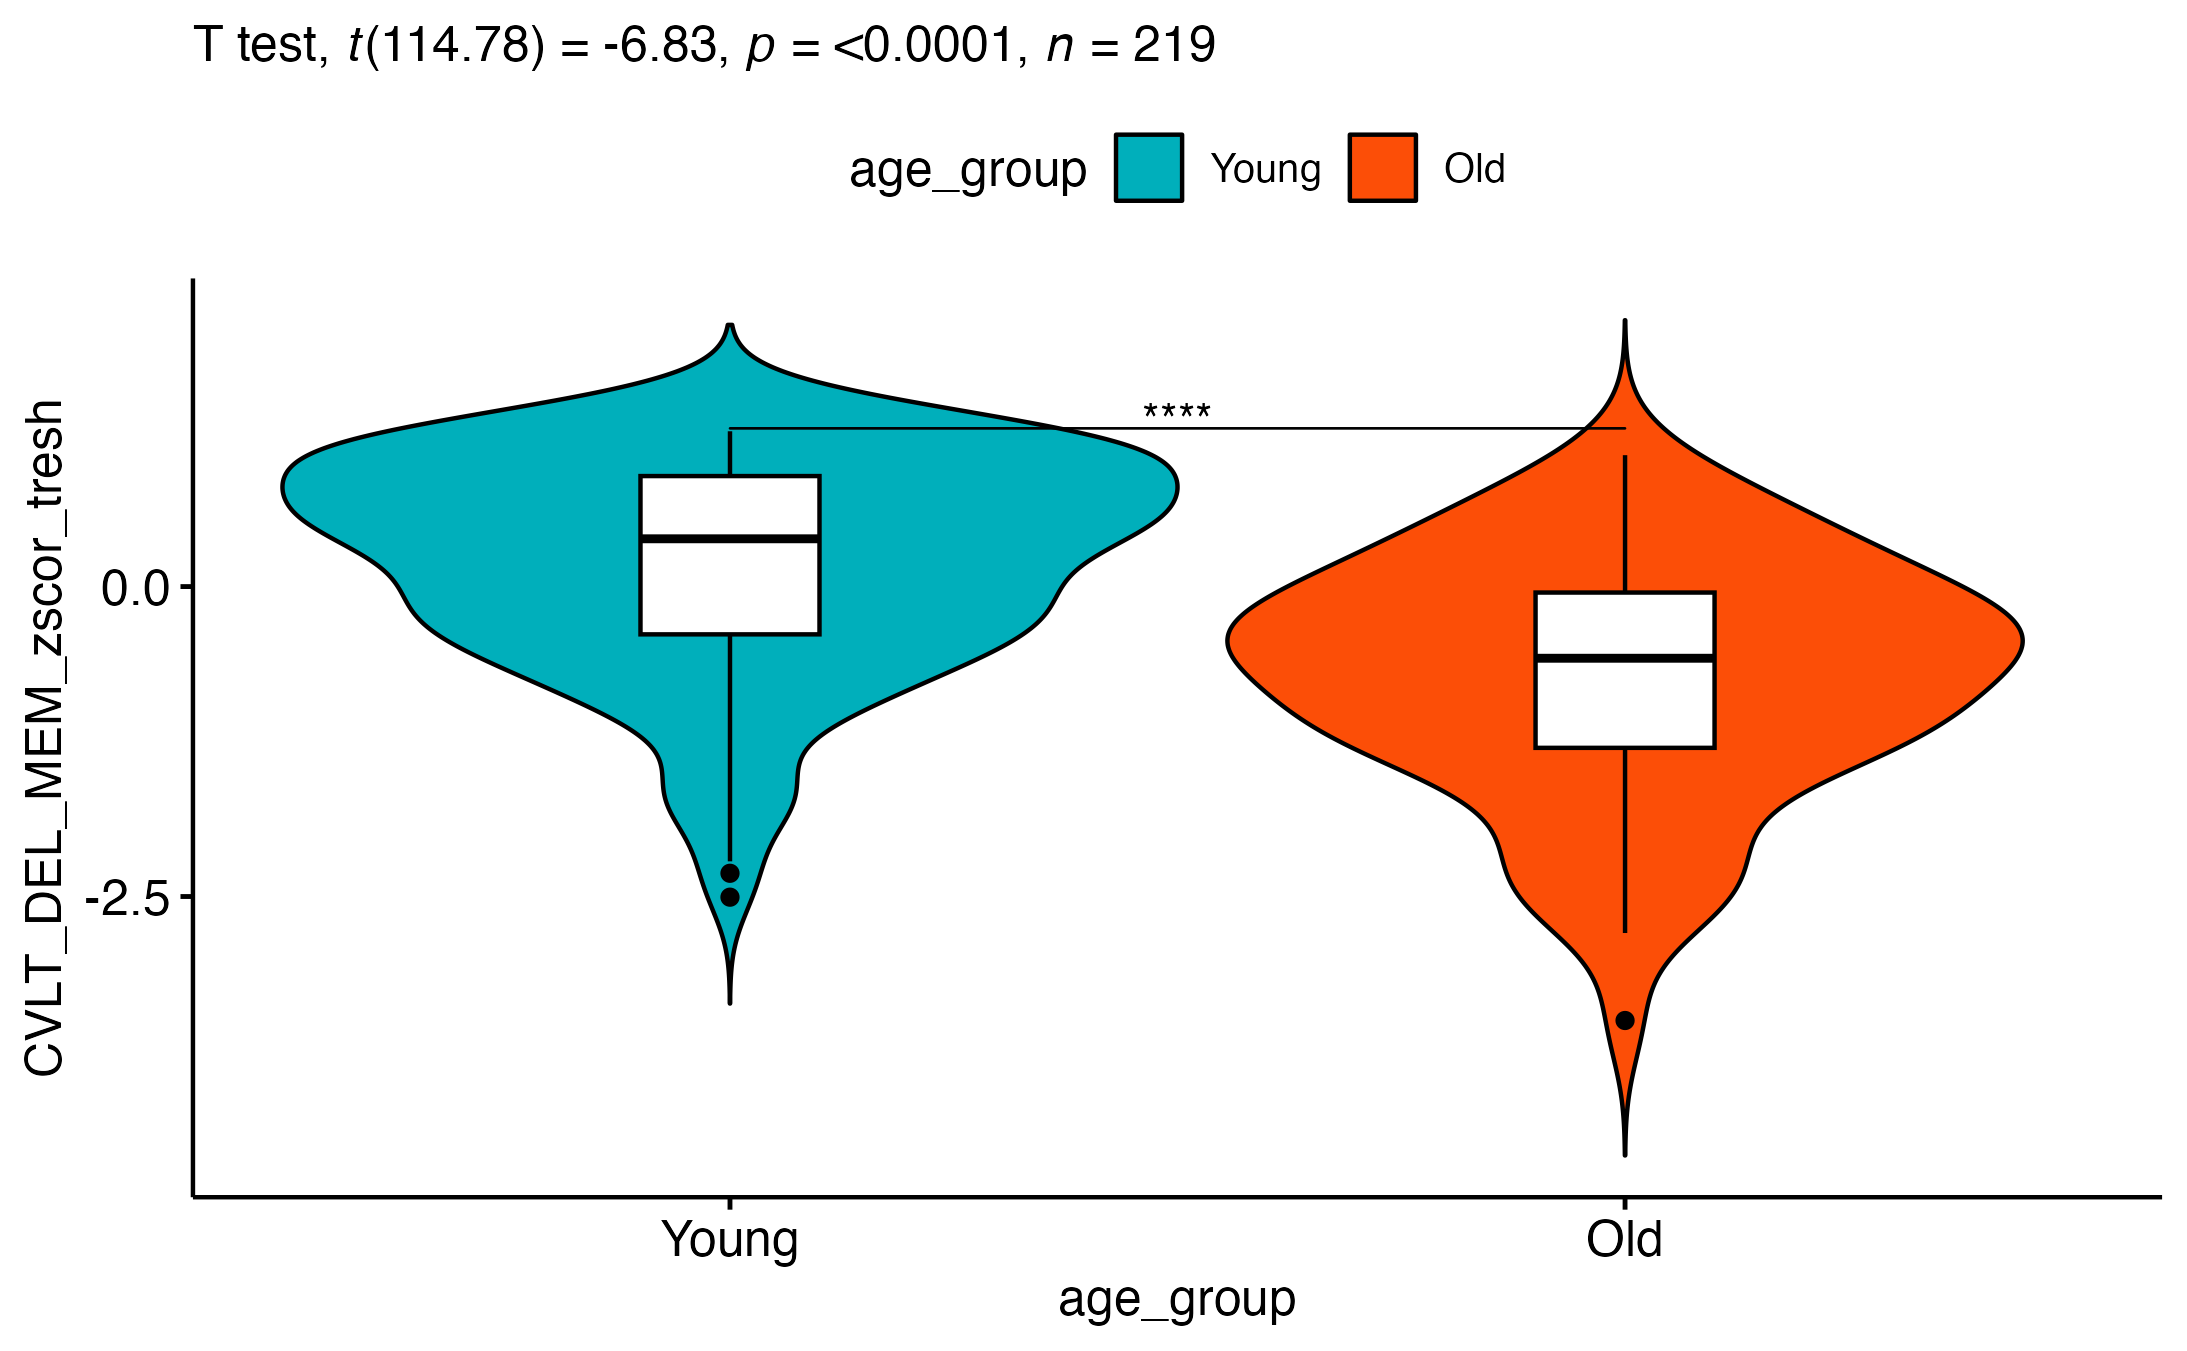 T test, t(114.78) = -6.83, p = <0.0001, n = 219
age_group Young Old
****
CVLT_DEL_MEM_zscor_tresh
0.0
-2.5
Young Old
age_group